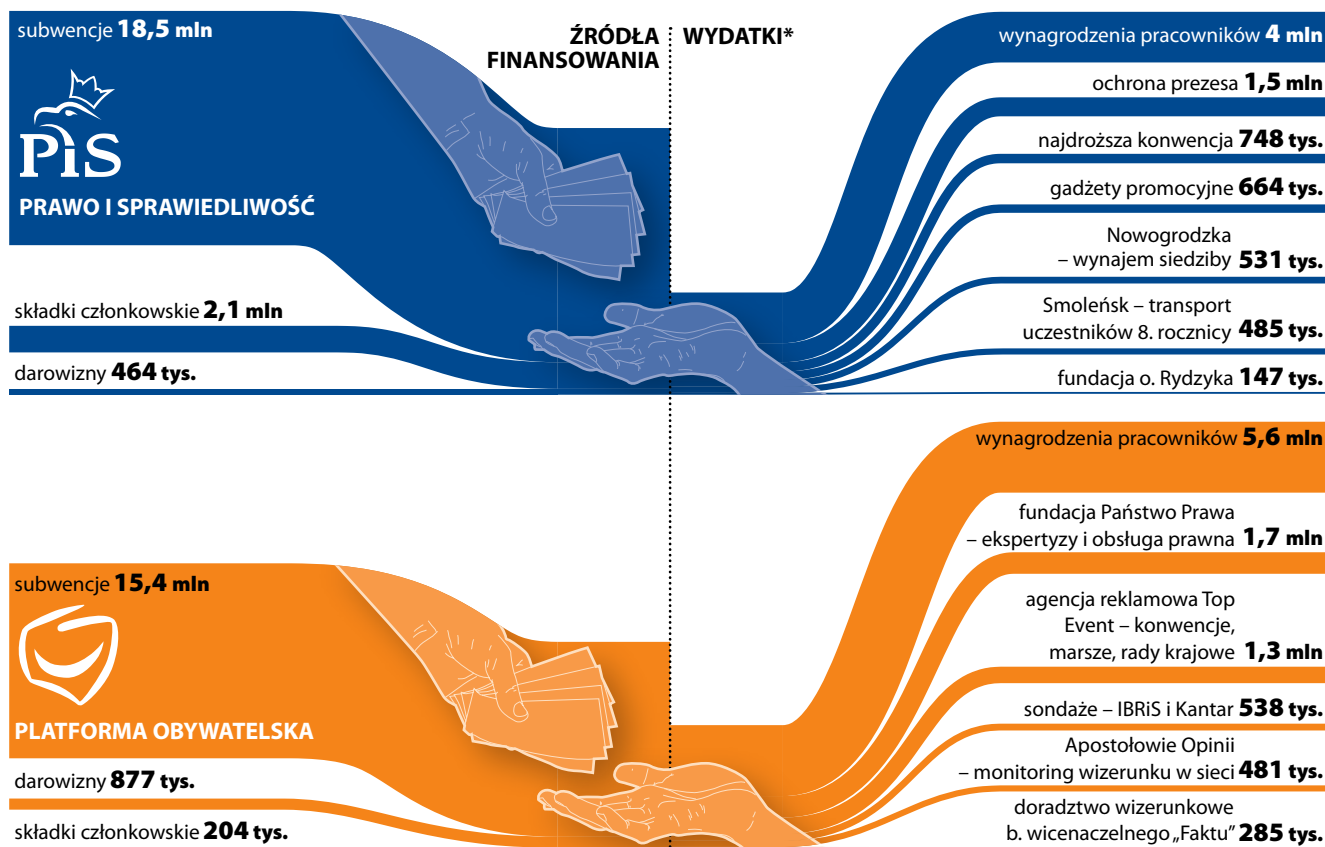 subwencje 18,5 mln
PiS
PRAWO I SPRAWIEDLIWOŚĆ
składki członkowskie 2,1 mln
darowizny 464 tys.
ŹRÓDŁA
FINANSOWANIA
WYDATKI*
wynagrodzenia pracowników 4 mln
ochrona prezesa 1,5 mln
najdroższa konwencja 748 tys.
gadżety promocyjne 664 tys.
Nowogrodzka
– wynajem siedziby 531 tys.
Smoleńsk – transport
uczestników 8. rocznicy 485 tys.
fundacja o. Rydzyka 147 tys.
subwencje 15,4 mln
PLATFORMA OBYWATELSKA
darowizny 877 tys.
składki członkowskie 204 tys.
wynagrodzenia pracowników 5,6 mln
fundacja Państwo Prawa
– ekspertyzy i obsługa prawna 1,7 mln
agencja reklamowa Top
Event – konwencje,
marsze, rady krajowe 1,3 mln
sondaże – IBRiS i Kantar 538 tys.
Apostołowie Opinii
– monitoring wizerunku w sieci 481 tys.
doradztwo wizerunkowe
b. wicenaczelnego „Faktu” 285 tys.